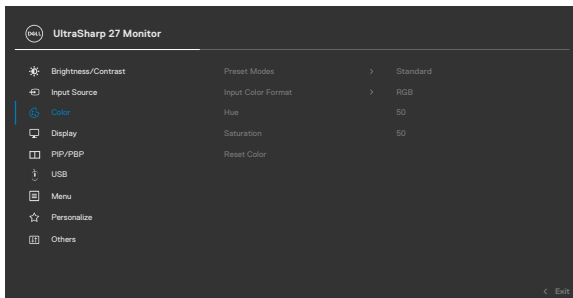 DELL UltraSharp 27 Monitor
Brightness/Contrast Preset Modes > Standard
Input Source Input Color Format > RGB
Color Hue 50
Display Saturation 50
PIP/PBP Reset Color
USB
Menu
Personalize
Others
< Exit